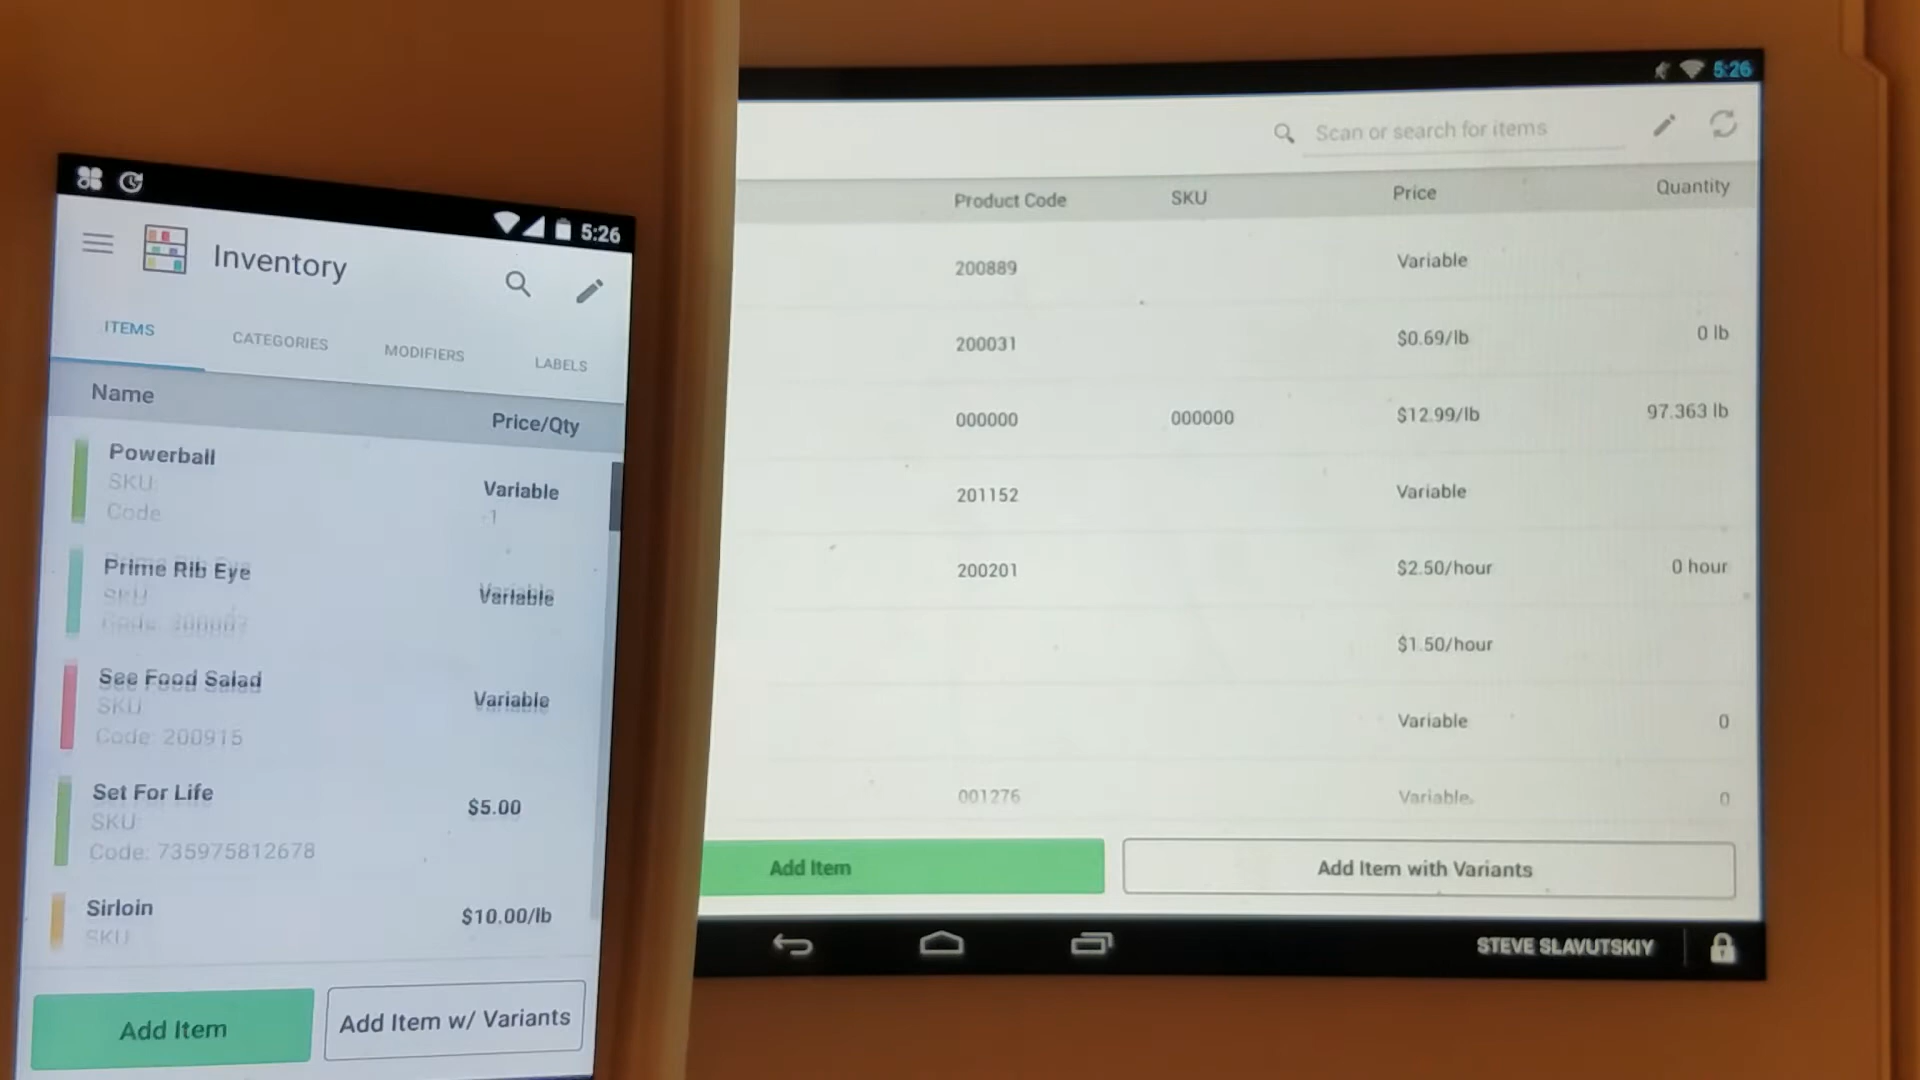 5:26
Inventory
ITEMS
CATEGORIES
MODIFIERS
LABELS
Name
Price/Qty
Powerball
SKU:
Variable
Code
-1
Prime Rib Eye
SKU
Variable
Code:
See Food Salad
SKU
Variable
Code: 200915
Set For Life
$5.00
SKU:
Code: 735975812678
Sirloin
$10.00/lb
SKU
Add Item
Add Item w/ Variants
5:26
Scan or search for items
Product Code SKU Price Quantity
200889 Variable
200031 $0.69/lb 0 lb
000000 000000 $12.99/lb 97.363 lb
201152 Variable
200201 $2.50/hour 0 hour
$1.50/hour
Variable 0
001276 Variable 0
Add Item
Add Item with Variants
STEVE SLAVUTSKIY